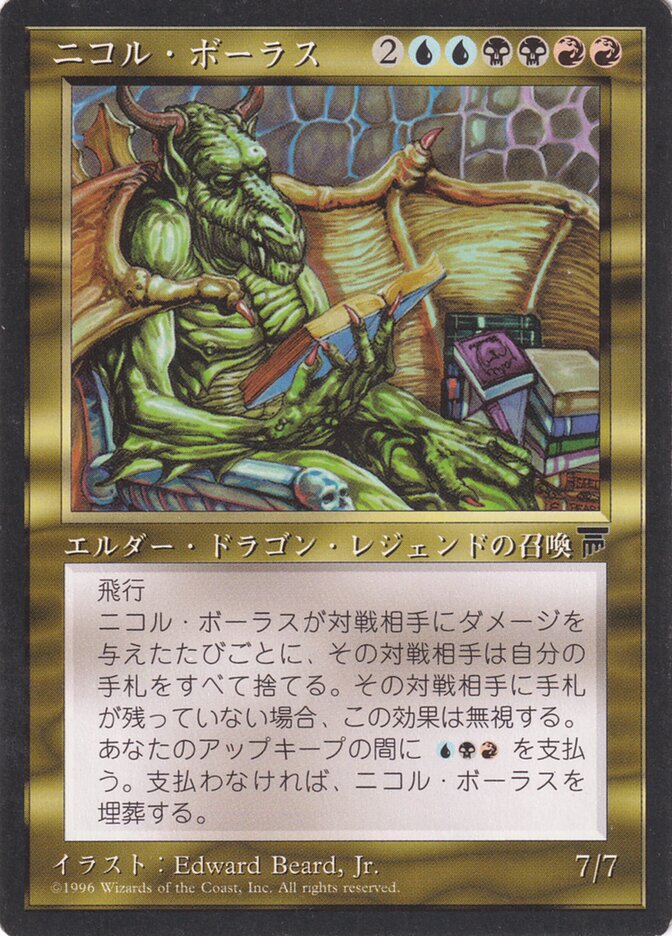 ニコル・ボーラス 2
エルダー・ドラゴン・レジェンドの召喚
飛行
ニコル・ボーラスが対戦相手にダメージを
与えたたびごとに、その対戦相手は自分の
手札をすべて捨てる。その対戦相手に手札
が残っていない場合、この効果は無視する。
あなたのアップキープの間に を支払
う。支払わなければ、ニコル・ボーラスを
埋葬する。
イラスト：Edward Beard, Jr. 7/7
©1996 Wizards of the Coast, Inc. All rights reserved.